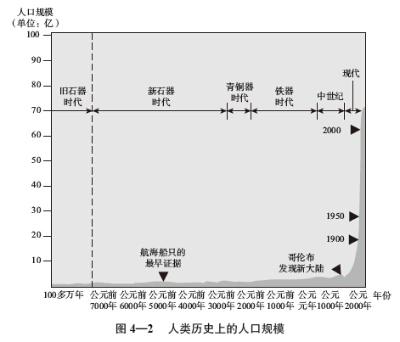 人口规模
（单位：亿）
100
90
80
70
60
50
40
30
20
10
旧石器
时代
新石器
时代
青铜器
时代
铁器
时代
中世纪
现代
2000
1950
1900
航海船只的
最早证据
哥伦布
发现新大陆
100多万年 公元前 公元前 公元前 公元前 公元前 公元前 公元前 公元 公元 公元 年份
7000年 6000年 5000年 4000年 3000年 2000年 1000年 元年 1000年 2000年
图 4—2 人类历史上的人口规模